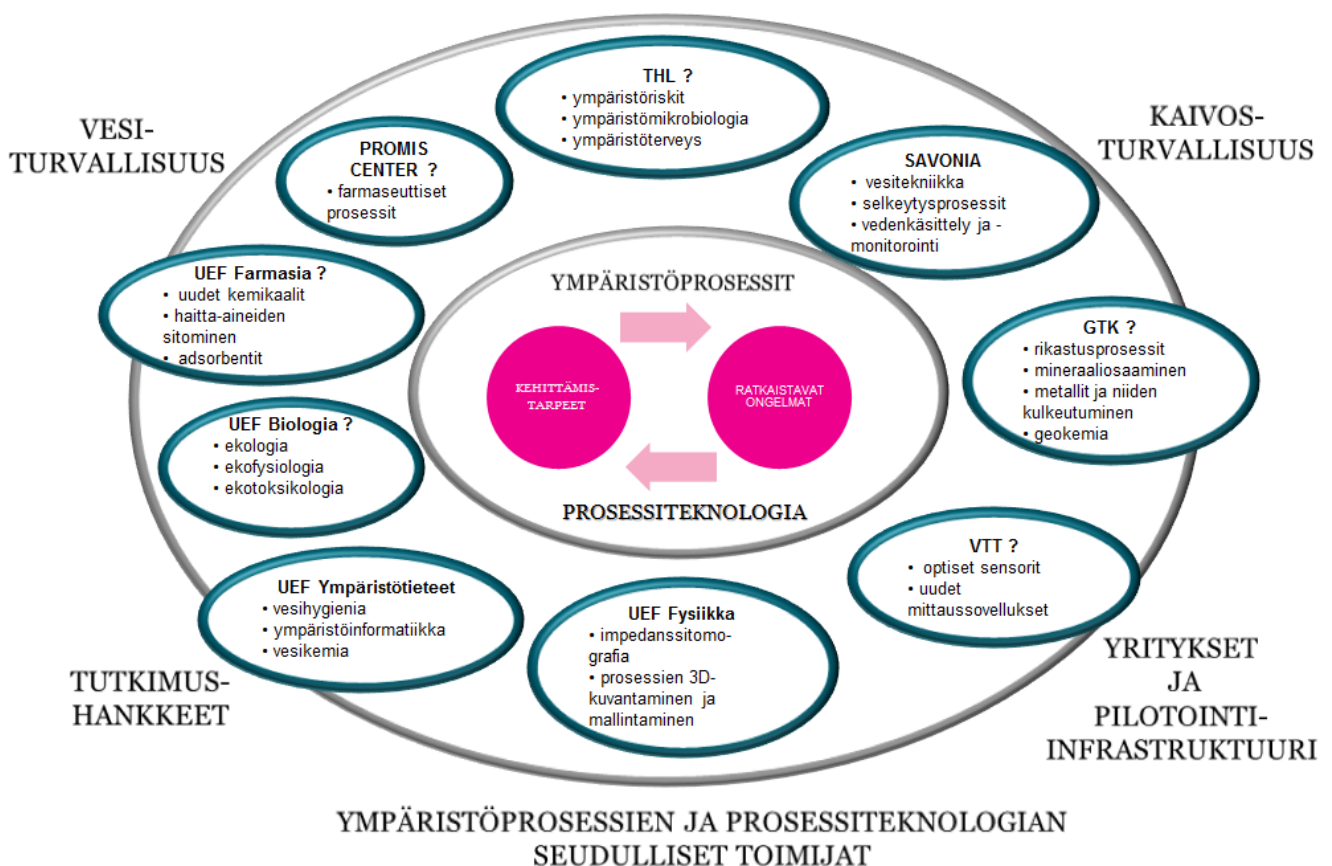 VESI-
TURVALLISUUS
KAIVOS-
TURVALLISUUS
THL ?
• ympäristöriskit
• ympäristömikrobiologia
• ympäristöterveys
PROMIS
CENTER ?
• farmaseuttiset
prosessit
SAVONIA
• vesitekniikka
• selkeytysprosessit
• vedenkäsittely ja -
monitorointi
UEF Farmasia ?
• uudet kemikaalit
• haitta-aineiden
sitominen
• adsorbentit
YMPÄRISTÖPROSESSIT
KEHITTÄMIS-
TARPEET
RATKAISTAVAT
ONGELMAT
PROSESSITEKNOLOGIA
GTK ?
• rikastusprosessit
• mineraaliosaaminen
• metallit ja niiden
kulkeutuminen
• geokemia
UEF Biologia ?
• ekologia
• ekofysiologia
• ekotoksikologia
VTT ?
• optiset sensorit
• uudet
mittaussovellukset
UEF Ympäristötieteet
• vesihygienia
• ympäristöinformatiikka
• vesikemia
UEF Fysiikka
• impedanssitomo-
grafia
• prosessien 3D-
kuvantaminen ja
mallintaminen
TUTKIMUS-
HANKKEET
YRITYKSET
JA
PILOTOINTI-
INFRASTRUKTUURI
YMPÄRISTÖPROSESSIEN JA PROSESSITEKNOLOGIAN
SEUDULLISET TOIMIJAT